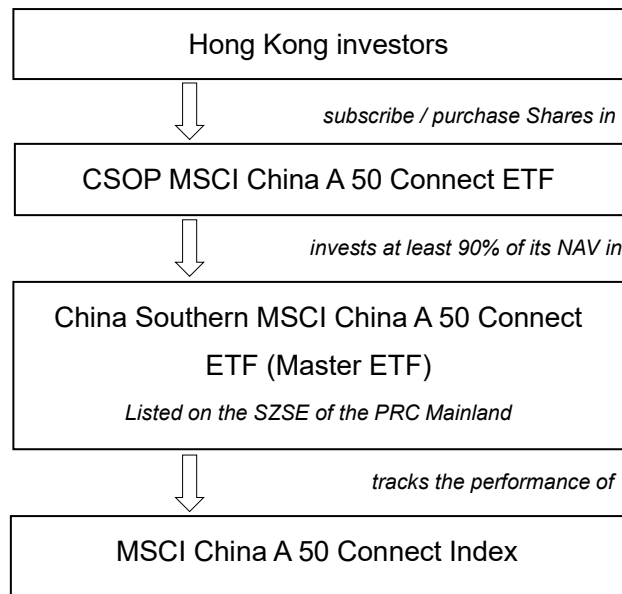 Hong Kong investors
subscribe / purchase Shares in
CSOP MSCI China A 50 Connect ETF
invests at least 90% of its NAV in
China Southern MSCI China A 50 Connect
ETF (Master ETF)
Listed on the SZSE of the PRC Mainland
tracks the performance of
MSCI China A 50 Connect Index